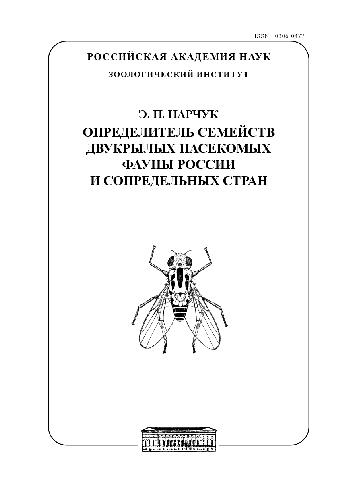 РОССИЙСКАЯ АКАДЕМИЯ НАУК
ЗООЛОГИЧЕСКИЙ ИНСТИТУТ
Э. П. НАРЧУК
ОПРЕДЕЛИТЕЛЬ СЕМЕЙСТВ
ДВУКРЫЛЫХ НАСЕКОМЫХ
ФАУНЫ РОССИИ
И СОПРЕДЕЛЬНЫХ СТРАН